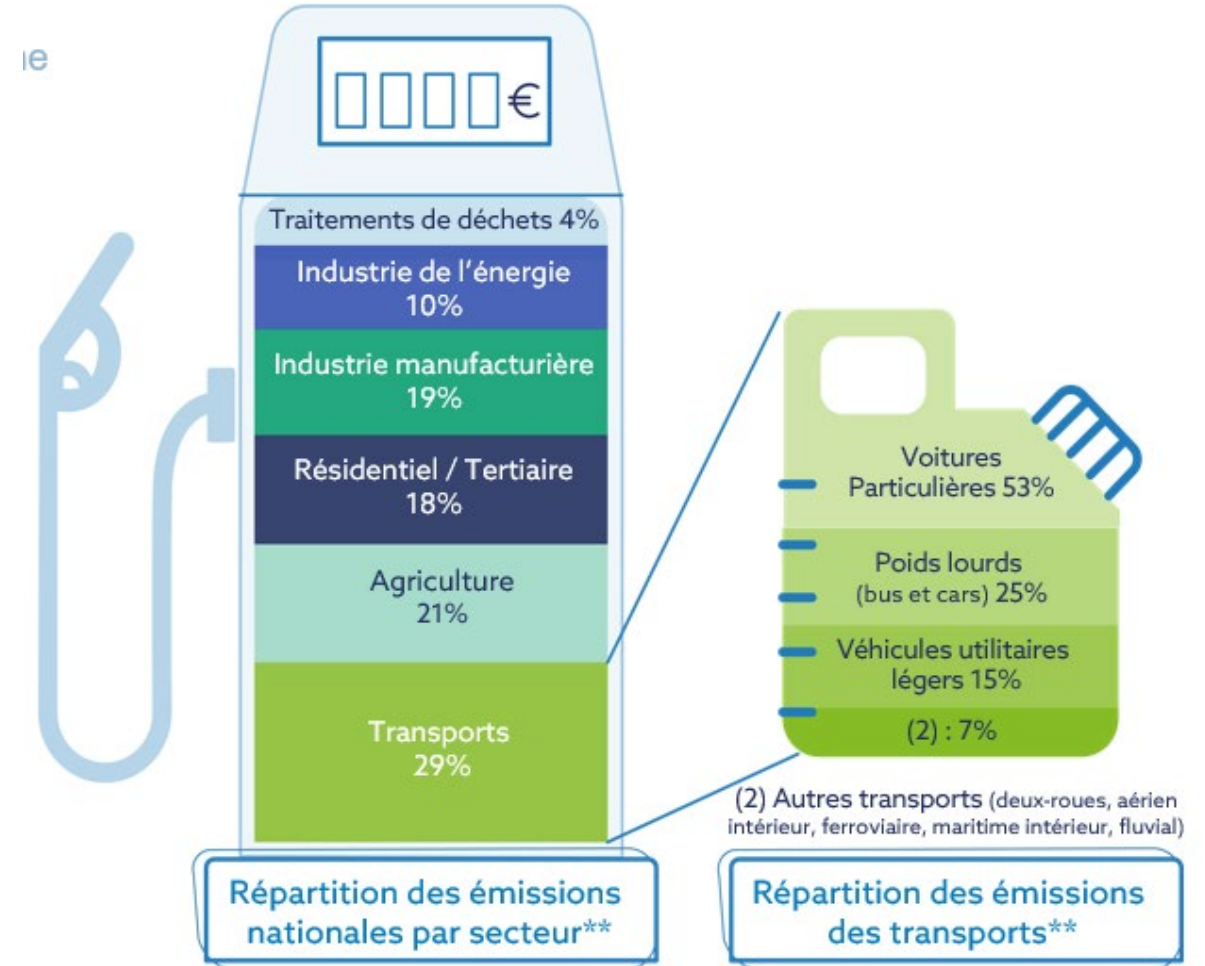 €
Traitements de déchets 4%
Industrie de l'énergie
10%
Industrie manufacturière
19%
Résidentiel / Tertiaire
18%
Agriculture
21%
Transports
29%
Répartition des émissions
nationales par secteur**
Voitures
Particulières 53%
Poids lourds
(bus et cars) 25%
Véhicules utilitaires
légers 15%
(2) : 7%
(2) Autres transports (deux-roues, aérien
intérieur, ferroviaire, maritime intérieur, fluvial)
Répartition des émissions
des transports**